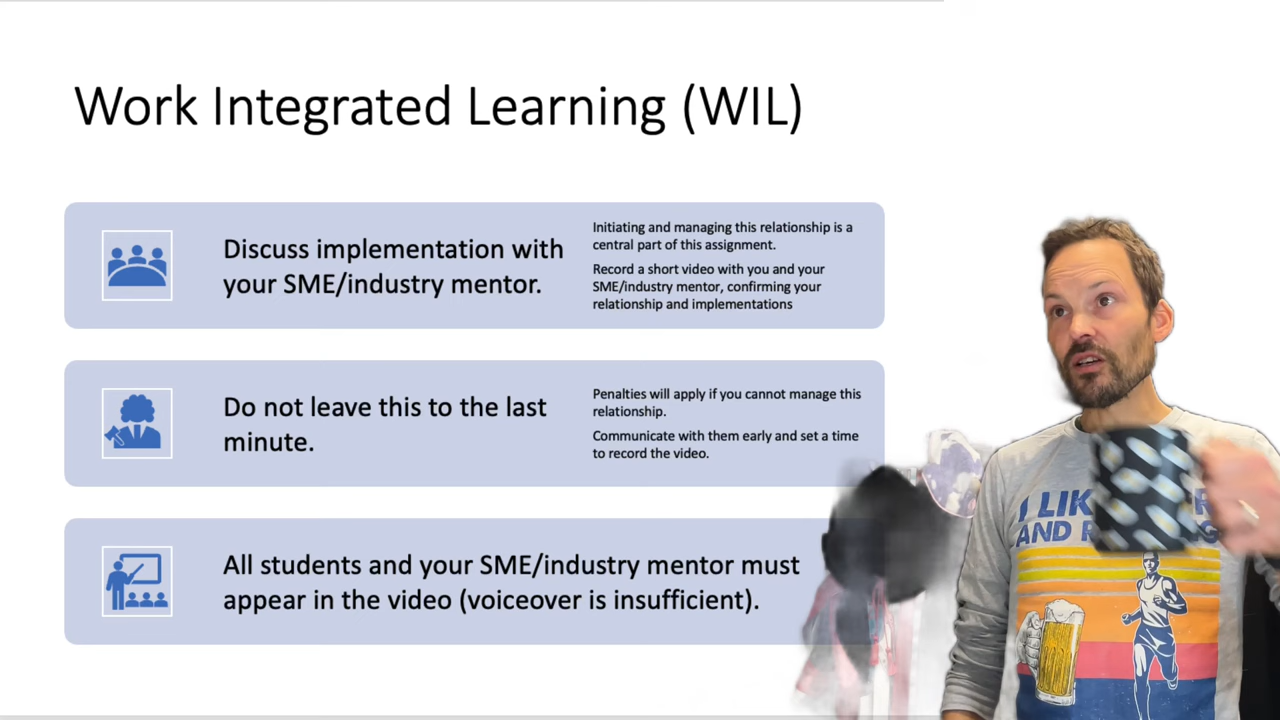 Work Integrated Learning (WIL)
Discuss implementation with
your SME/industry mentor.
Initiating and managing this relationship is a
central part of this assignment.
Record a short video with you and your
SME/industry mentor, confirming your
relationship and implementations
Do not leave this to the last
minute.
Penalties will apply if you cannot manage this
relationship.
Communicate with them early and set a time
to record the video.
All students and your SME/industry mentor must
appear in the video (voiceover is insufficient).
I
AND